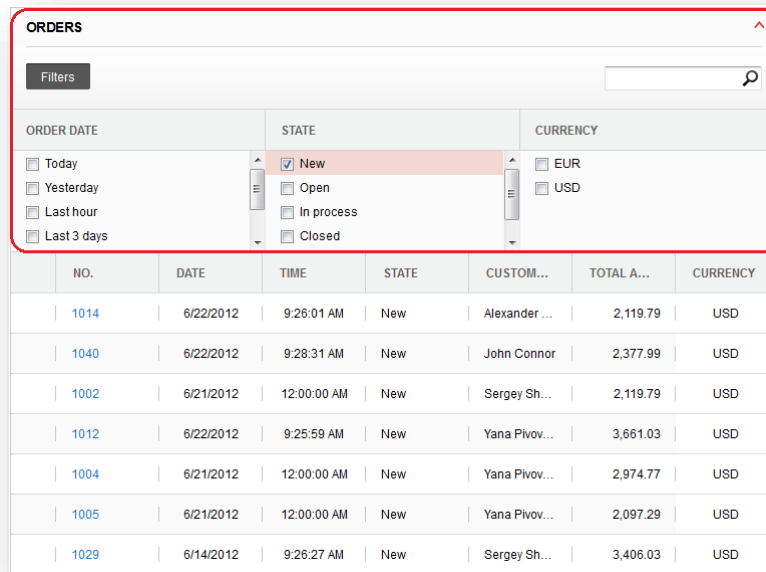 ORDERS
Filters
ORDER DATE STATE CURRENCY
Today New EUR
Yesterday Open USD
Last hour In process
Last 3 days Closed
NO. DATE TIME STATE CUSTOM... TOTAL A... CURRENCY
1014 6/22/2012 9:26:01 AM New Alexander ... 2,119.79 USD
1040 6/22/2012 9:28:31 AM New John Connor 2,377.99 USD
1002 6/21/2012 12:00:00 AM New Sergey Sh... 2,119.79 USD
1012 6/22/2012 9:25:59 AM New Yana Pivov... 3,661.03 USD
1004 6/21/2012 12:00:00 AM New Yana Pivov... 2,974.77 USD
1005 6/21/2012 12:00:00 AM New Yana Pivov... 2,097.29 USD
1029 6/14/2012 9:26:27 AM New Sergey Sh... 3,406.03 USD